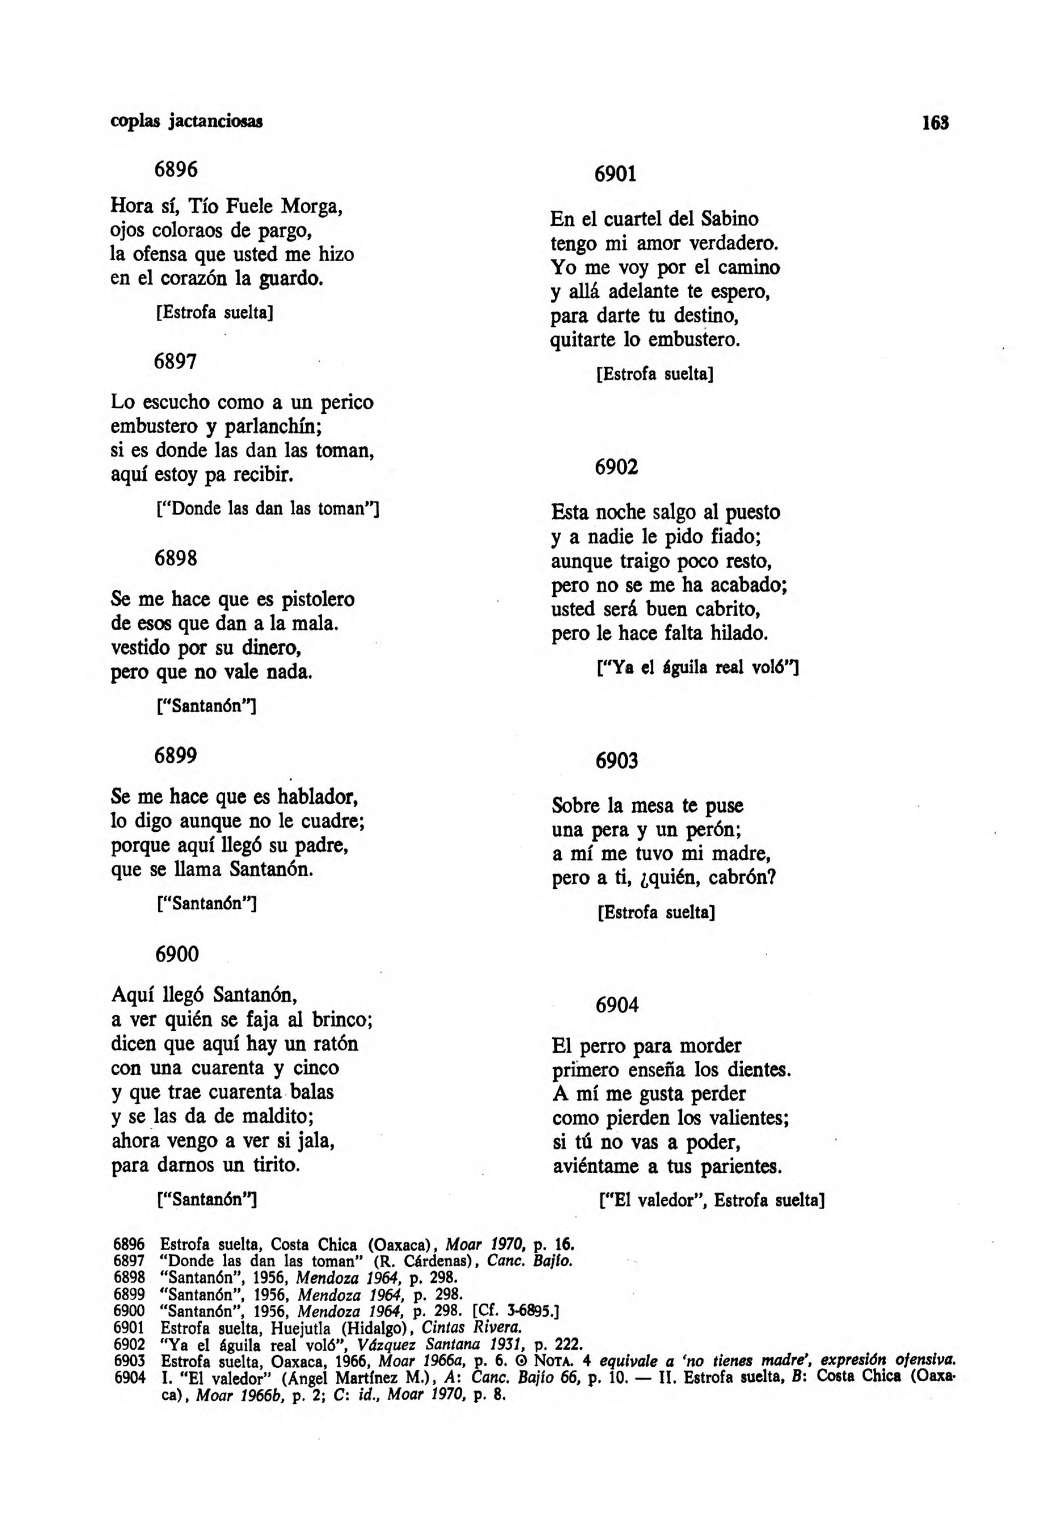 coplas jactanciosas
163
6896
Hora sí, Tío Fuele Morga,
ojos coloraos de pargo,
la ofensa que usted me hizo
en el corazón la guardo.
[Estrofa suelta]
6897
Lo escucho como a un perico
embustero y parlanchín;
si es donde las dan las toman,
aquí estoy pa recibir.
["Donde las dan las toman"]
6898
Se me hace que es pistolero
de esos que dan a la mala.
vestido por su dinero,
pero que no vale nada.
["Santanón"]
6899
Se me hace que es hablador,
lo digo aunque no le cuadre;
porque aquí llegó su padre,
que se llama Santanón.
["Santanón"]
6900
Aquí llegó Santanón,
a ver quién se faja al brinco;
dicen que aquí hay un ratón
con una cuarenta y cinco
y que trae cuarenta balas
y se las da de maldito;
ahora vengo a ver si jala,
para darnos un tirito.
["Santanón"]
6901
En el cuartel del Sabino
tengo mi amor verdadero.
Yo me voy por el camino
y allá adelante te espero,
para darte tu destino,
quitarte lo embustero.
[Estrofa suelta]
6902
Esta noche salgo al puesto
y a nadie le pido fiado;
aunque traigo poco resto,
pero no se me ha acabado;
usted será buen cabrito,
pero le hace falta hilado.
["Ya el águila real voló"]
6903
Sobre la mesa te puse
una pera y un perón;
a mí me tuvo mi madre,
pero a ti, ¿quién, cabrón?
[Estrofa suelta]
6904
El perro para morder
primero enseña los dientes.
A mí me gusta perder
como pierden los valientes;
si tú no vas a poder,
aviéntame a tus parientes.
["El valedor", Estrofa suelta]
6896 Estrofa suelta, Costa Chica (Oaxaca), Moar 1970, p. 16.
6897 "Donde las dan las toman" (R. Cárdenas), Canc. Bajío.
6898 "Santanón", 1956, Mendoza 1964, p. 298.
6899 "Santanón", 1956, Mendoza 1964, p. 298.
6900 "Santanón", 1956, Mendoza 1964, p. 298. [Cf. 3-6895.]
6901 Estrofa suelta, Huejutla (Hidalgo), Cintas Rivera.
6902 "Ya el águila real voló", Vázquez Santana 1931, p. 222.
6903 Estrofa suelta, Oaxaca, 1966, Moar 1966a, p. 6. ⊙ NOTA. 4 equivale a 'no tienes madre', expresión ofensiva.
6904 I. "El valedor" (Ángel Martínez M.), A: Canc. Bajío 66, p. 10. — II. Estrofa suelta, B: Costa Chica (Oaxa-
ca), Moar 1966b, p. 2; C: id., Moar 1970, p. 8.